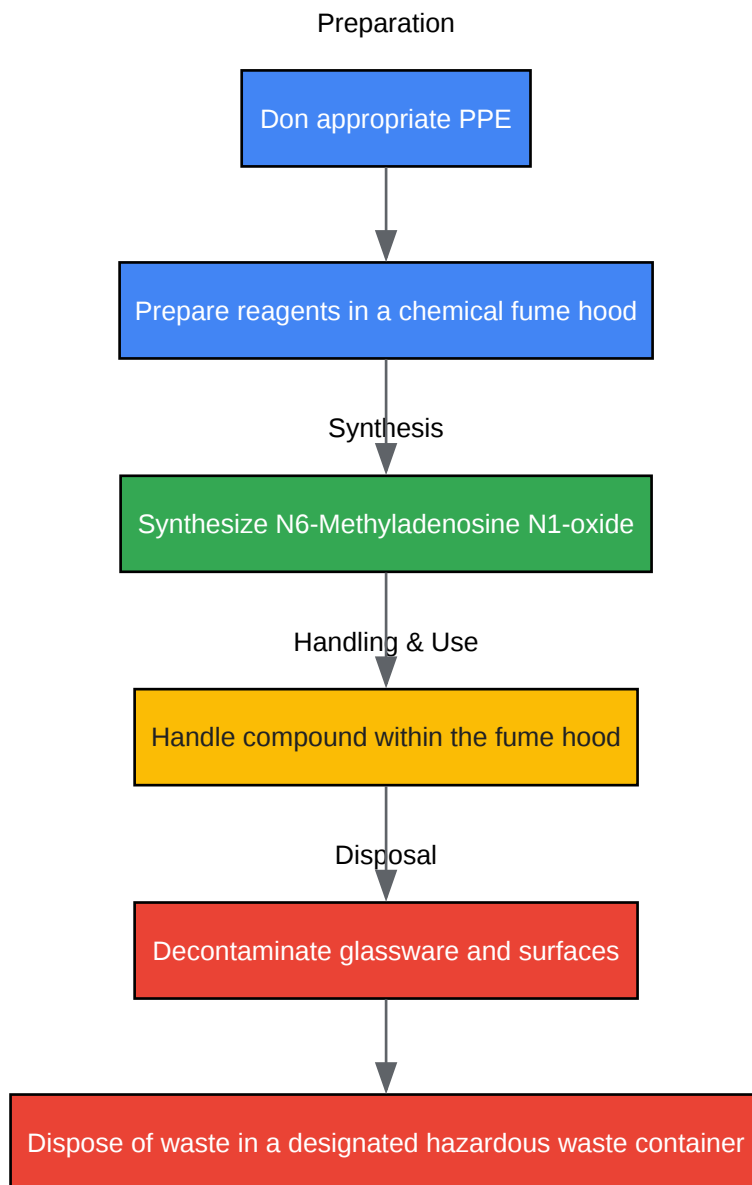 Preparation
Don appropriate PPE
Prepare reagents in a chemical fume hood
Synthesis
Synthesize N6-Methyladenosine N1-oxide
Handling & Use
Handle compound within the fume hood
Disposal
Decontaminate glassware and surfaces
Dispose of waste in a designated hazardous waste container